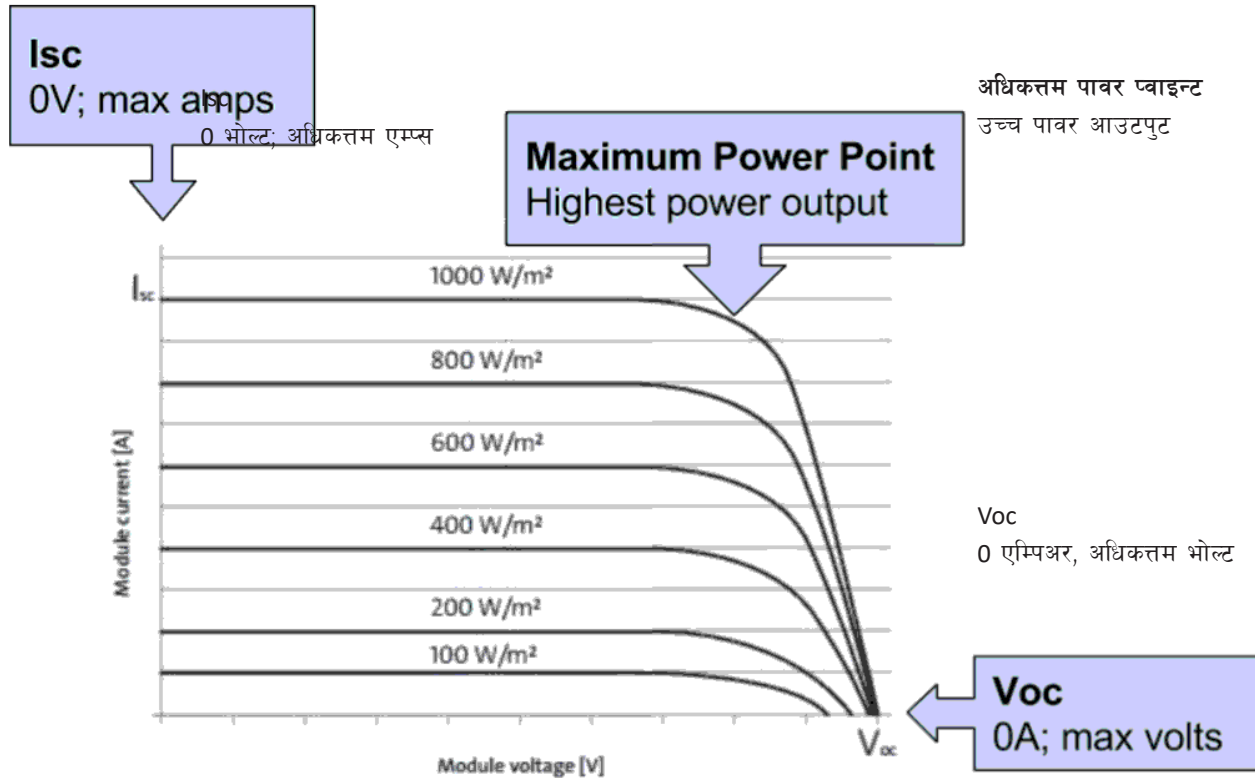 Isc
0V; max amps
Isc
0 भोल्ट; अधिकत्तम एम्प्स
अधिकत्तम पावर प्वाइन्ट
उच्च पावर आउटपुट
Maximum Power Point
Highest power output
Isc
1000 W/m²
800 W/m²
600 W/m²
400 W/m²
200 W/m²
100 W/m²
Module current [A]
Voc
0 एम्पिअर, अधिकत्तम भोल्ट
Voc
0A; max volts
Voc
Module voltage [V]